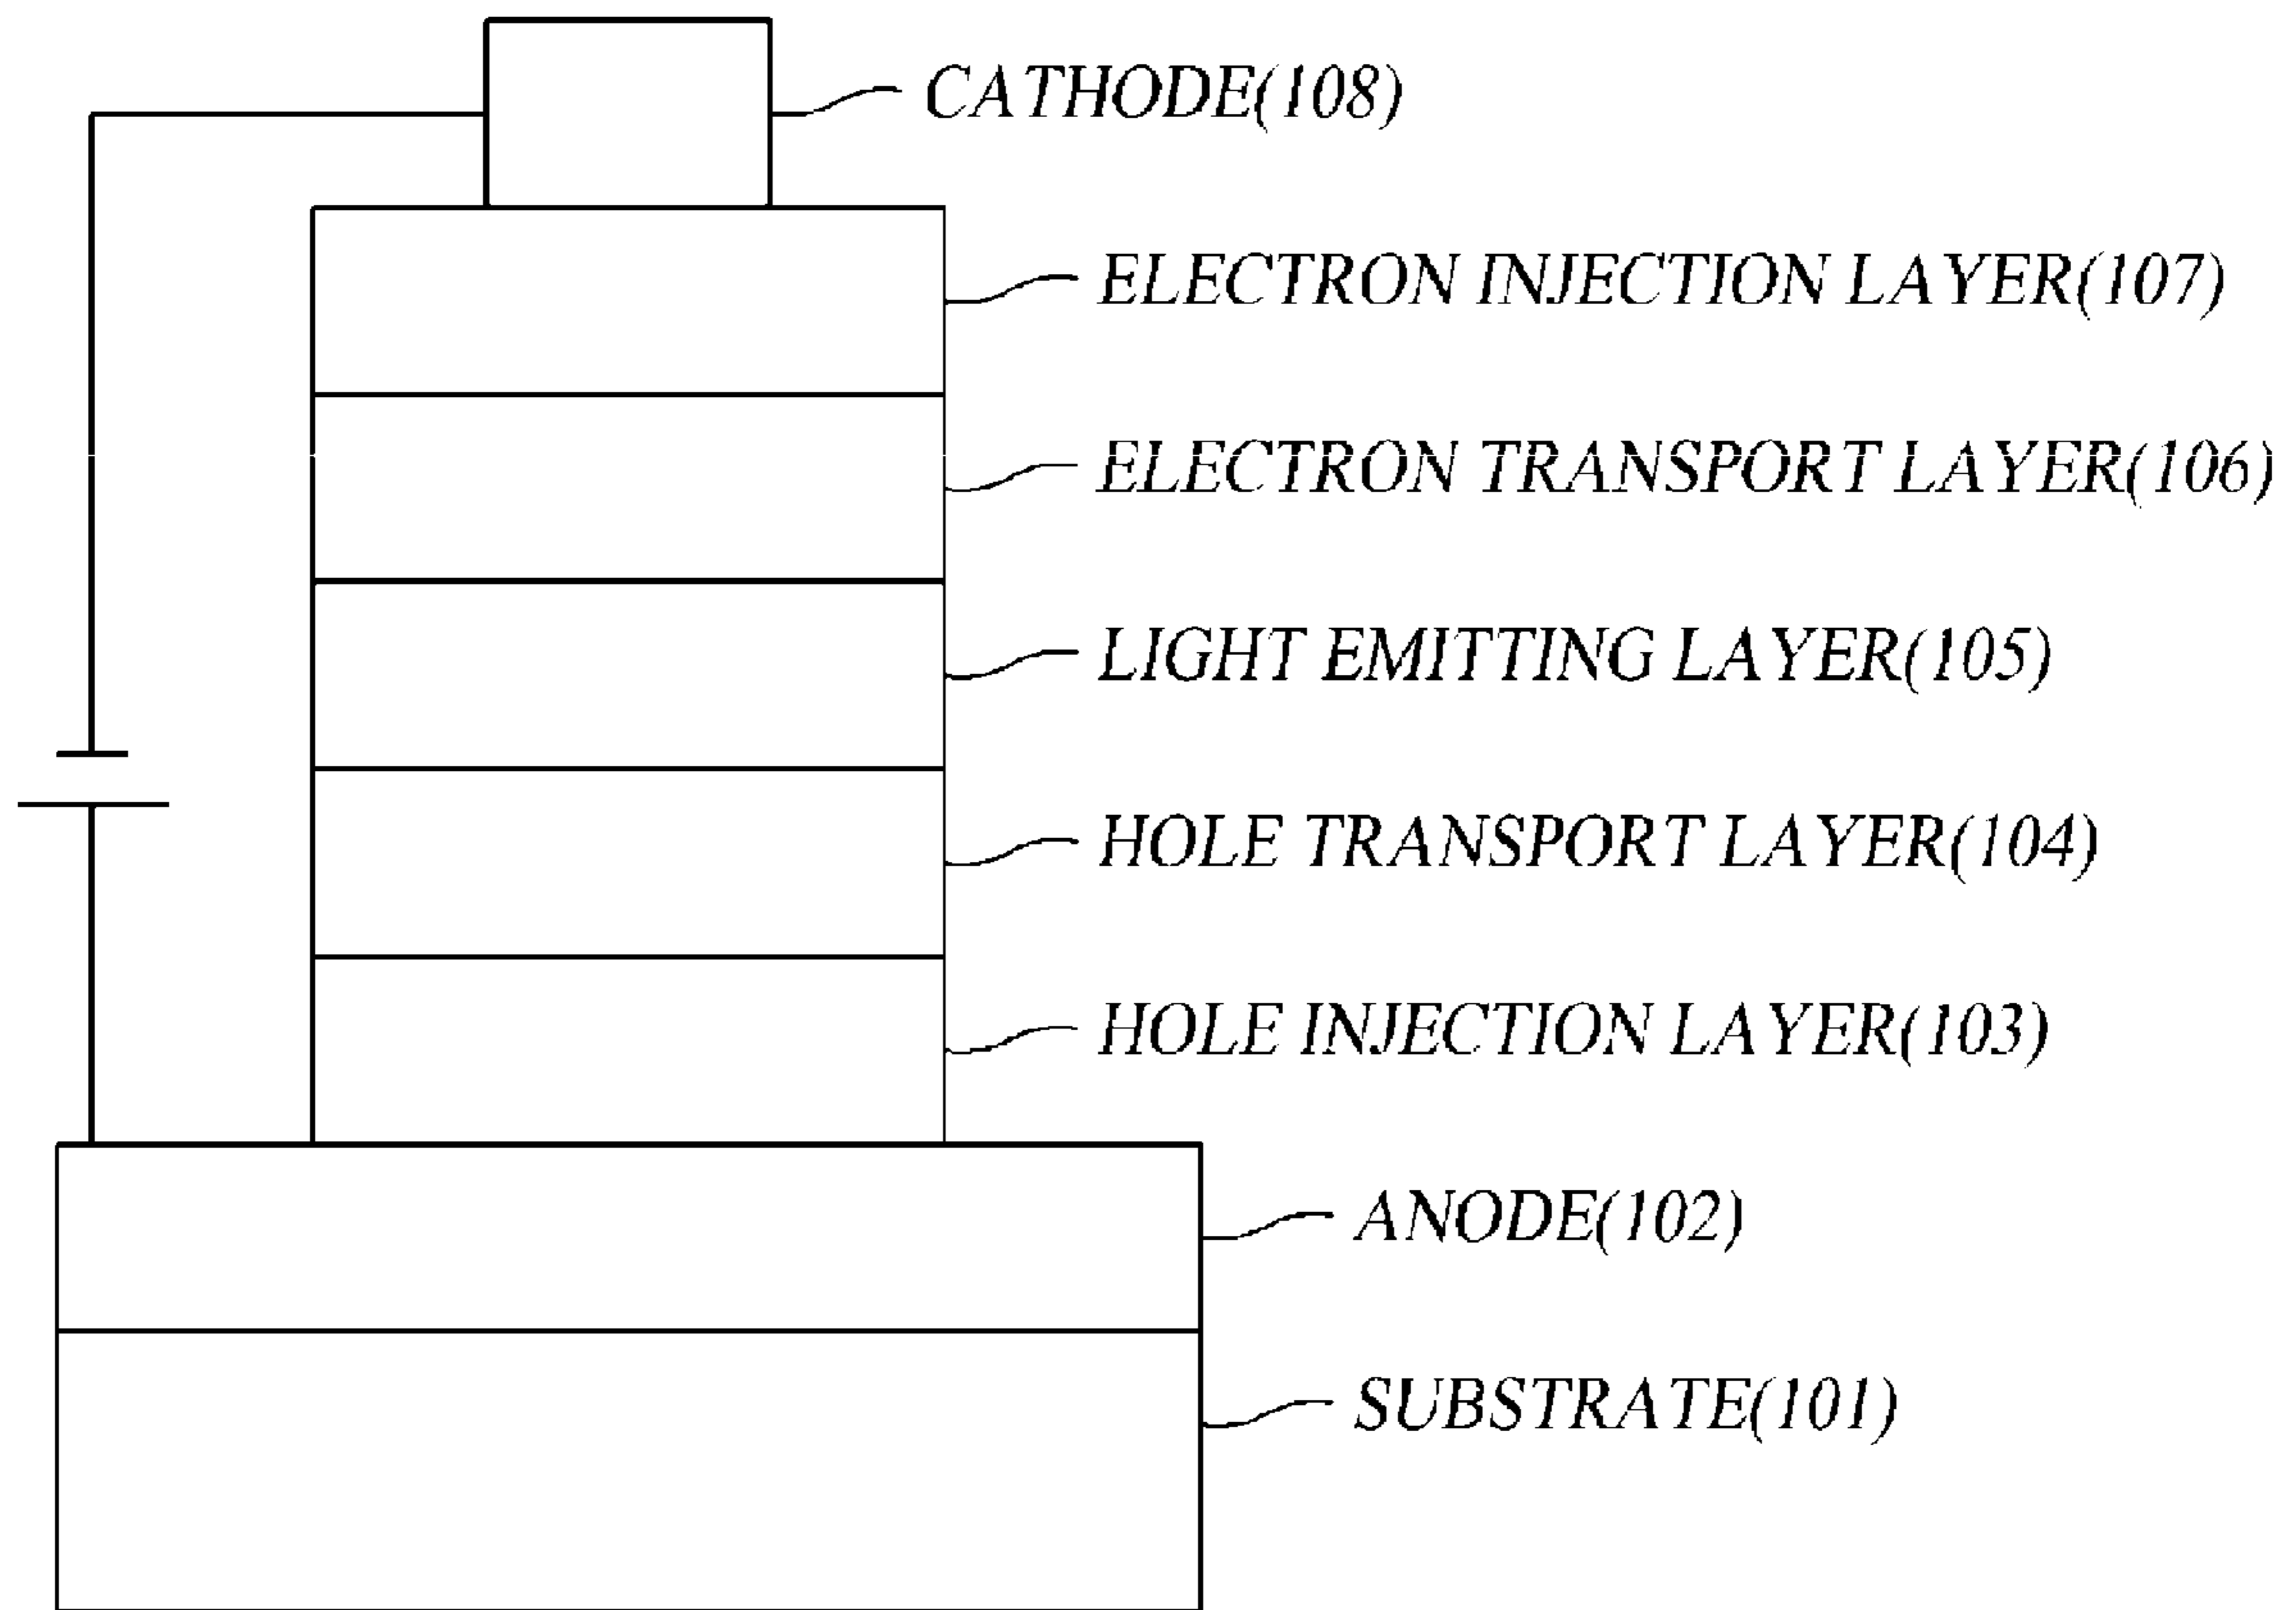 CATHODE(108)
ELECTRON INJECTION LAYER(107)
ELECTRON TRANSPORT LAYER(106)
LIGHT EMITTING LAYER(105)
HOLE TRANSPORT LAYER(104)
HOLE INJECTION LAYER(103)
ANODE(102)
SUBSTRATE(101)